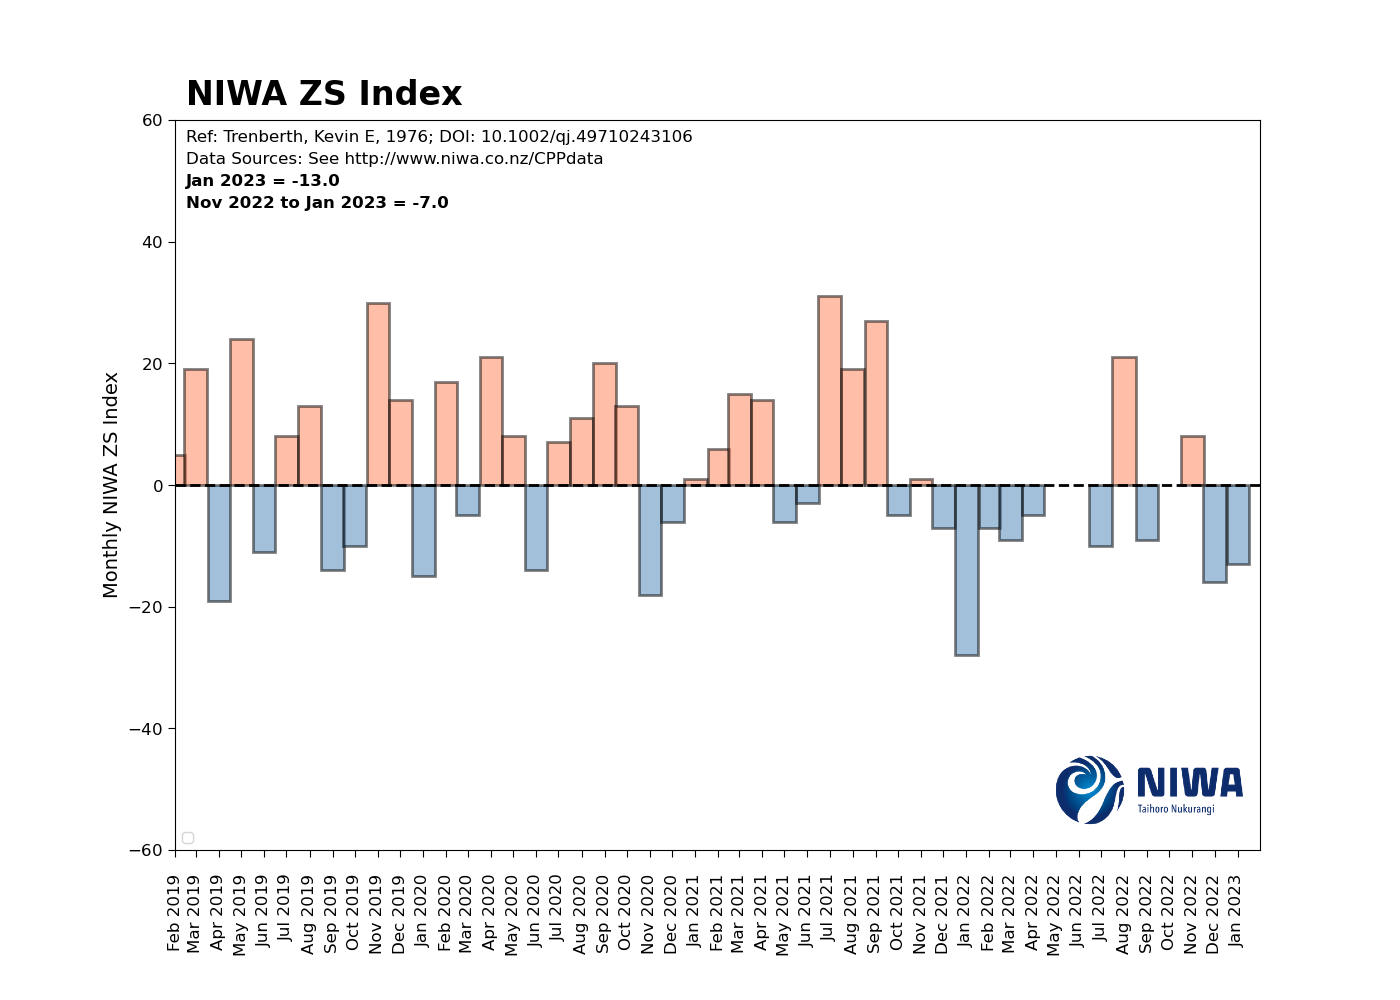 NIWA ZS Index
Ref: Trenberth, Kevin E, 1976; DOI: 10.1002/qj.49710243106
Data Sources: See http://www.niwa.co.nz/CPPdata
Jan 2023 = -13.0
Nov 2022 to Jan 2023 = -7.0
Monthly NIWA ZS Index
60
40
20
0
−20
−40
−60
NIWA
Taihoro Nukurangi
Feb 2019
Mar 2019
Apr 2019
May 2019
Jun 2019
Jul 2019
Aug 2019
Sep 2019
Oct 2019
Nov 2019
Dec 2019
Jan 2020
Feb 2020
Mar 2020
Apr 2020
May 2020
Jun 2020
Jul 2020
Aug 2020
Sep 2020
Oct 2020
Nov 2020
Dec 2020
Jan 2021
Feb 2021
Mar 2021
Apr 2021
May 2021
Jun 2021
Jul 2021
Aug 2021
Sep 2021
Oct 2021
Nov 2021
Dec 2021
Jan 2022
Feb 2022
Mar 2022
Apr 2022
May 2022
Jun 2022
Jul 2022
Aug 2022
Sep 2022
Oct 2022
Nov 2022
Dec 2022
Jan 2023